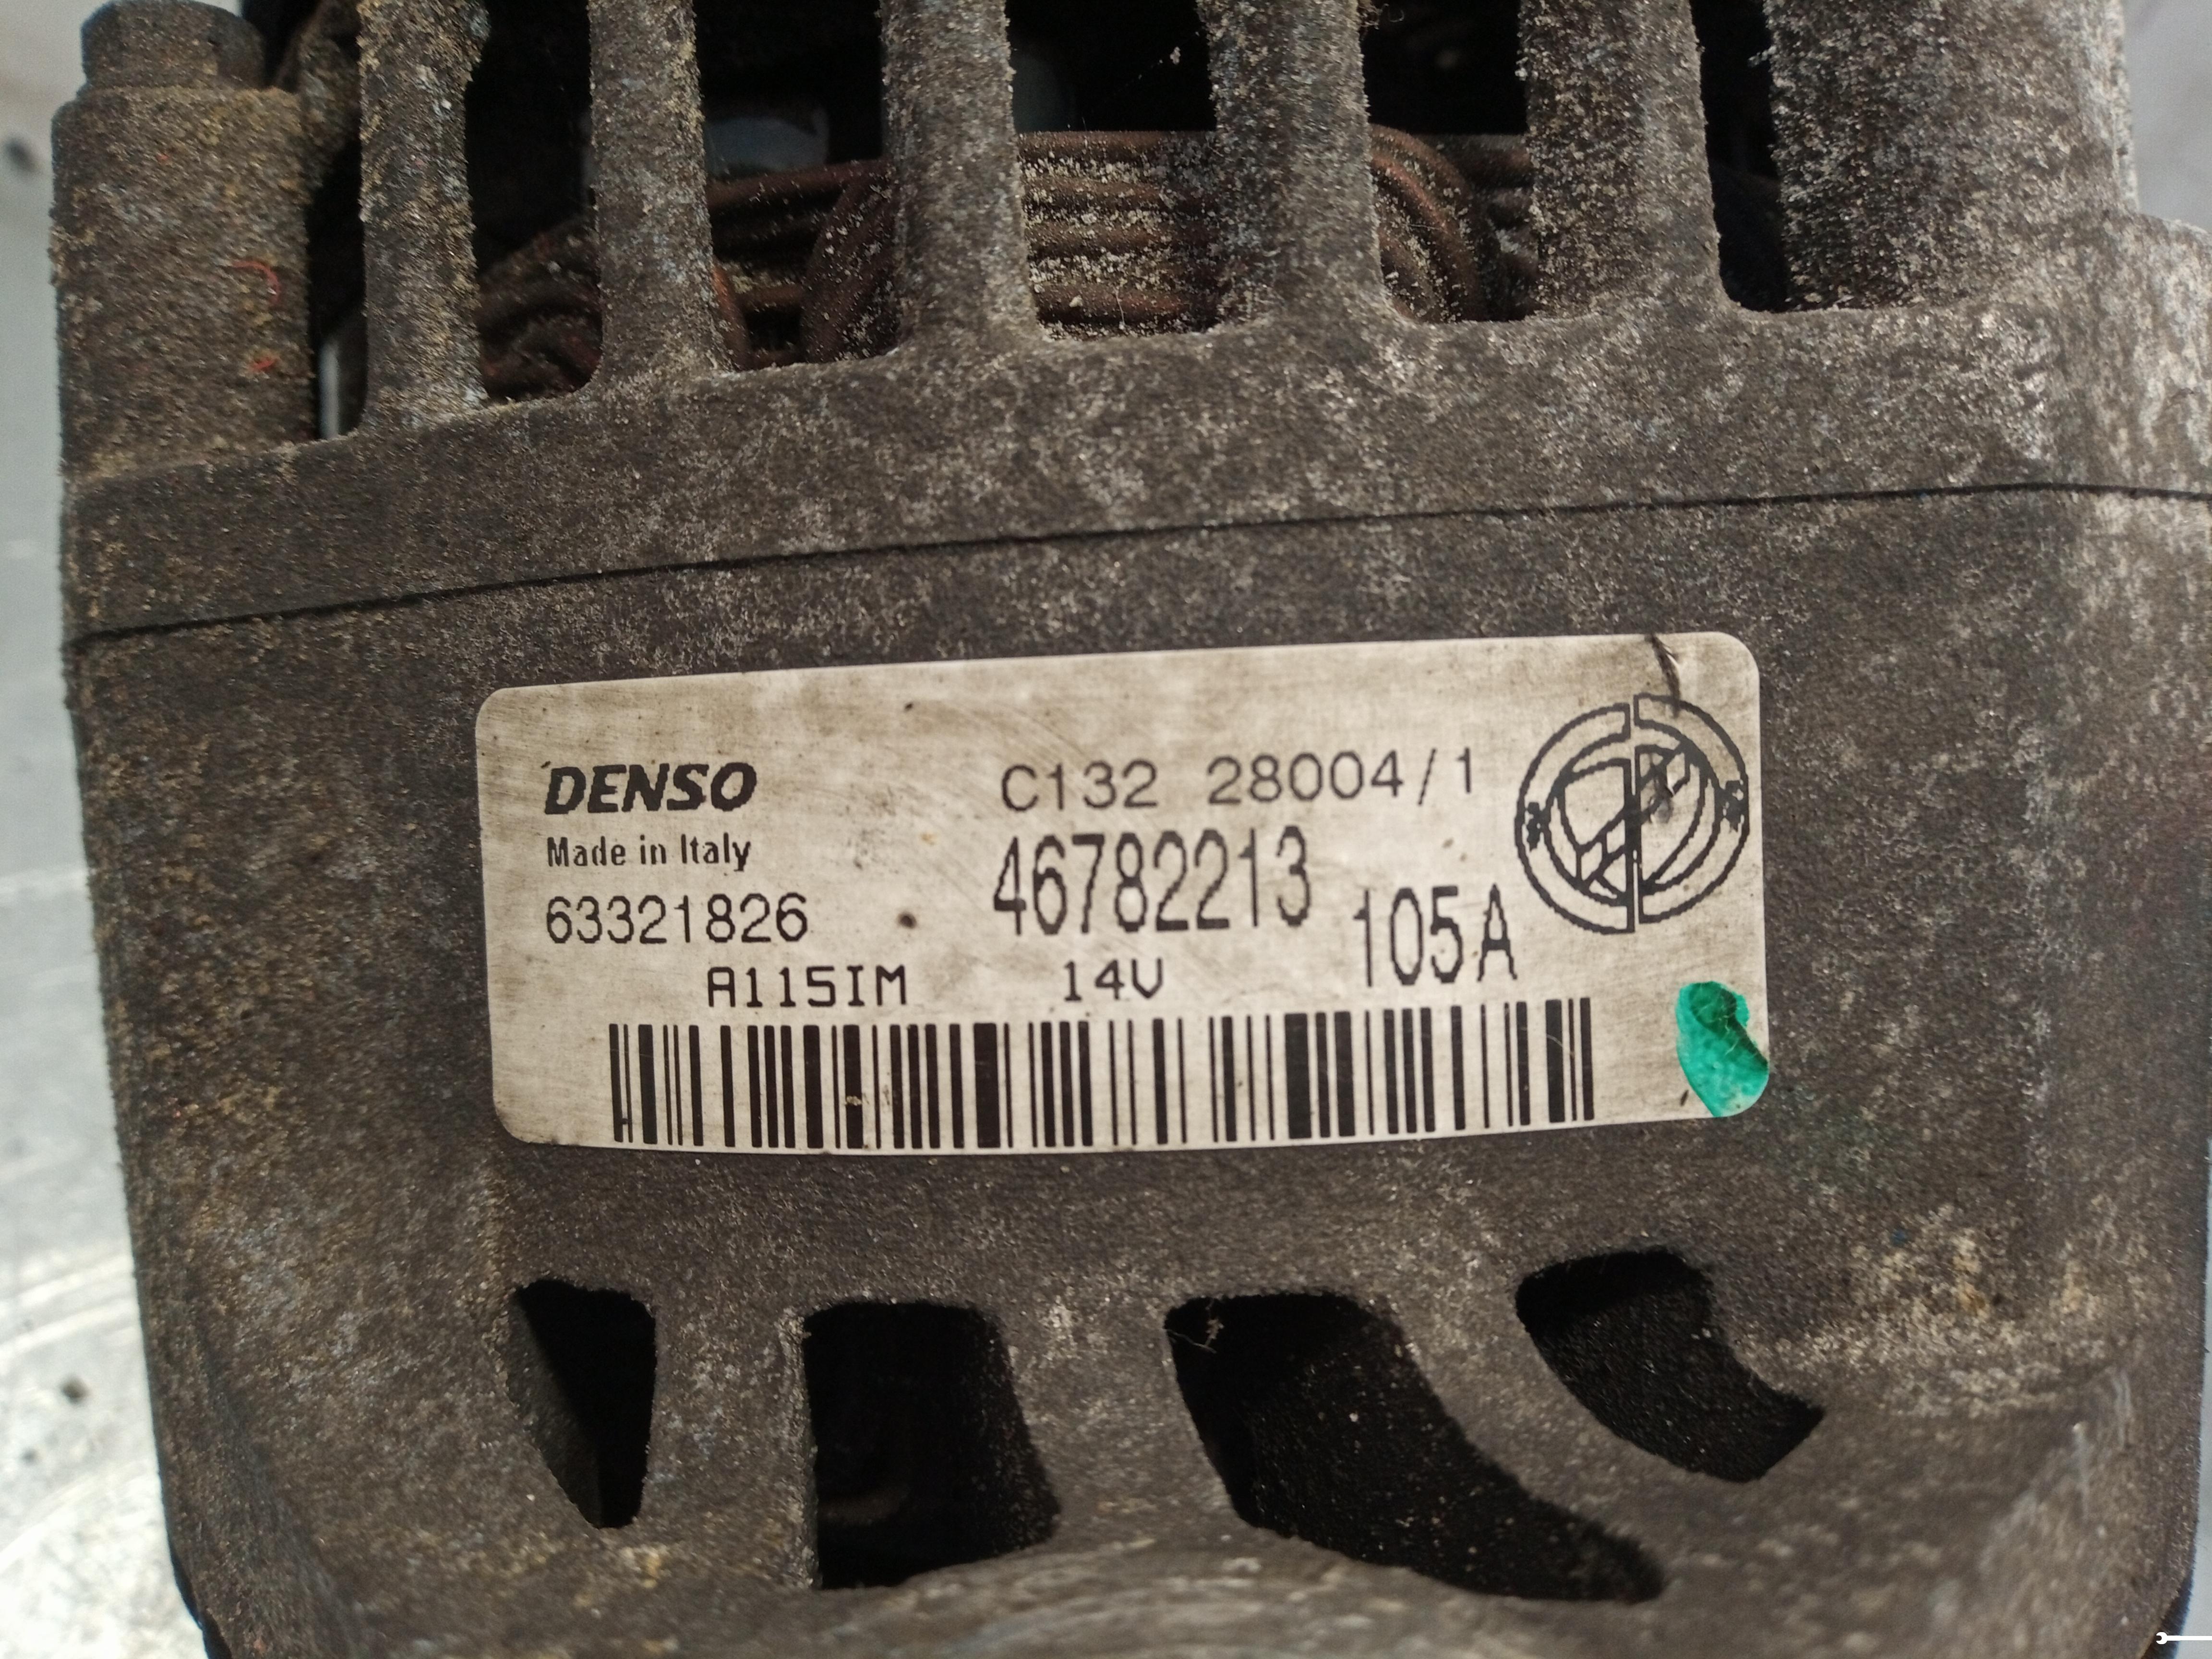 DENSO
C132 28004/1
Made in Italy
46782213
63321826
105A
A115IM 14V